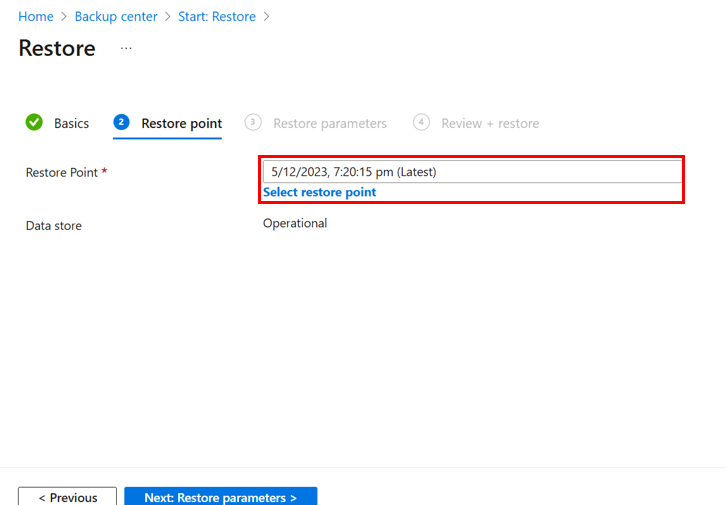 Home > Backup center > Start: Restore >
Restore ...
Basics 2 Restore point 3 Restore parameters 4 Review + restore
Restore Point * 5/12/2023, 7:20:15 pm (Latest)
Select restore point
Data store Operational
< Previous Next: Restore parameters >